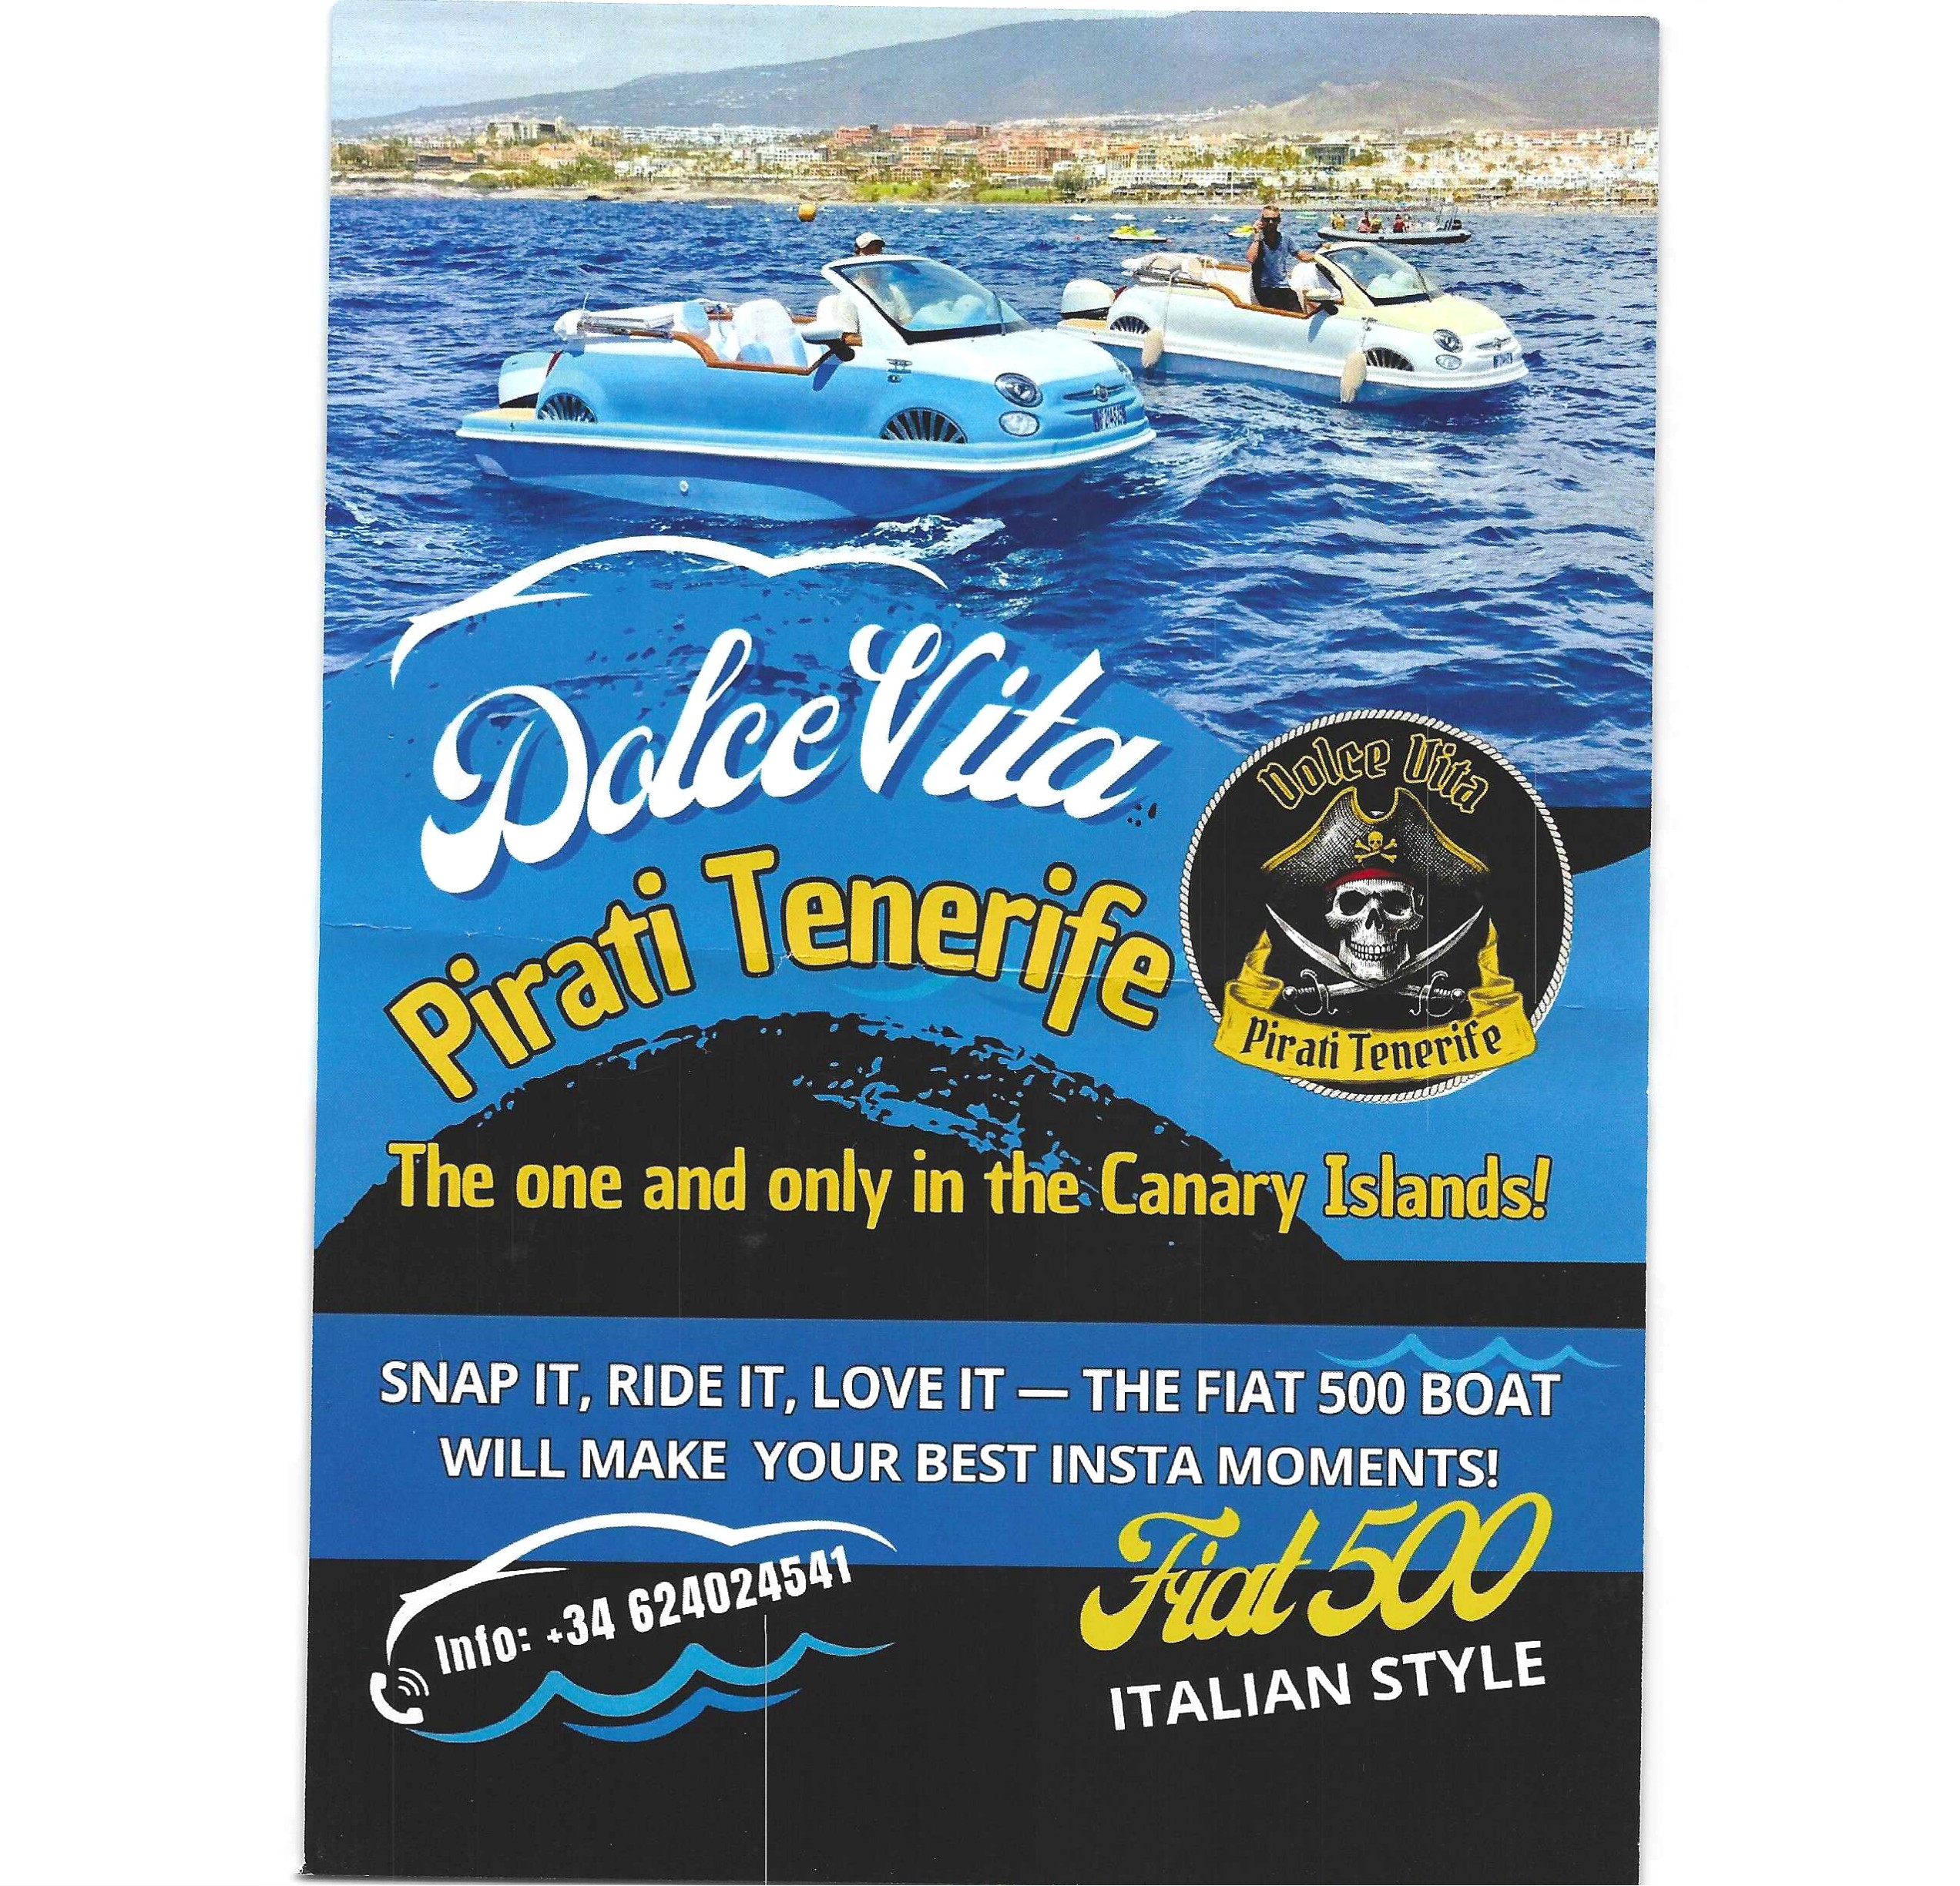 Dolce Vita
Pirati Tenerife
Dolce Vita
Pirati Tenerife
The one and only in the Canary Islands!
SNAP IT, RIDE IT, LOVE IT — THE FIAT 500 BOAT
WILL MAKE YOUR BEST INSTA MOMENTS!
Info: +34 624024541
Fiat 500
ITALIAN STYLE